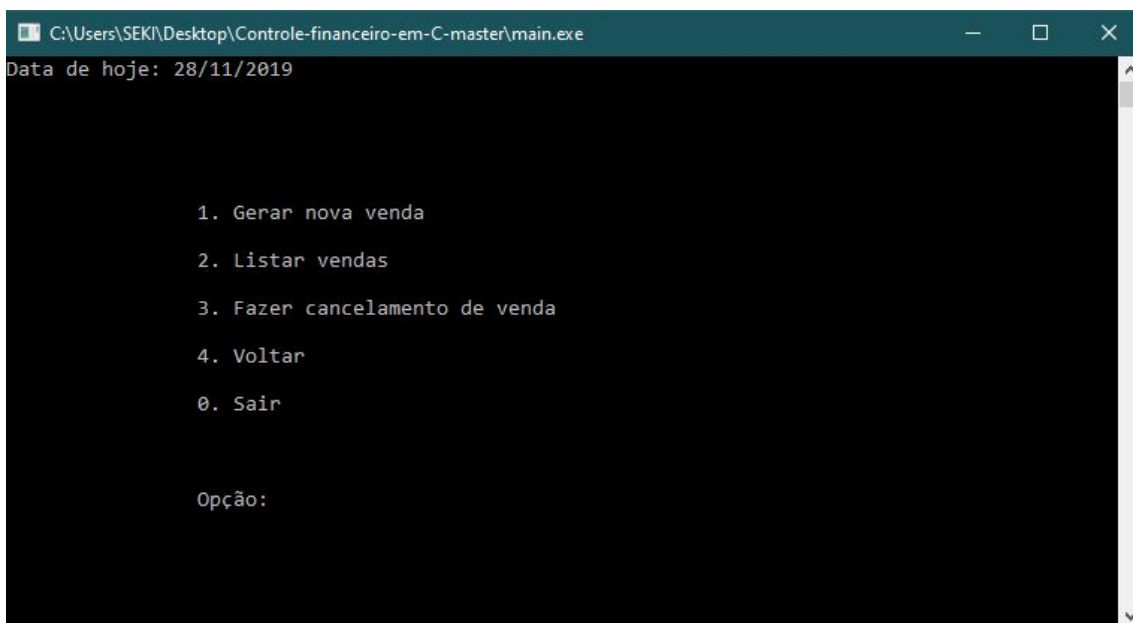 C:\Users\SEKI\Desktop\Controle-financeiro-em-C-master\main.exe
Data de hoje: 28/11/2019
1. Gerar nova venda
2. Listar vendas
3. Fazer cancelamento de venda
4. Voltar
0. Sair
Opção: